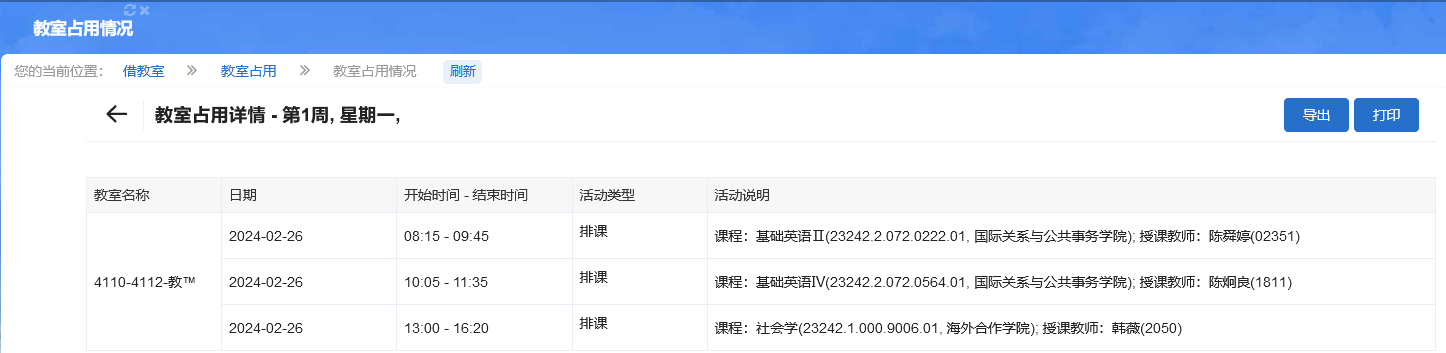 教室占用情况
您的当前位置： 借教室 » 教室占用 » 教室占用情况 刷新
教室占用详情 - 第1周, 星期一,
导出 打印
教室名称 日期 开始时间 - 结束时间 活动类型 活动说明
2024-02-26 08:15 - 09:45 排课 课程：基础英语Ⅱ(23242.2.072.0222.01, 国际关系与公共事务学院); 授课教师：陈舜婷(02351)
4110-4112-教™ 2024-02-26 10:05 - 11:35 排课 课程：基础英语Ⅳ(23242.2.072.0564.01, 国际关系与公共事务学院); 授课教师：陈炯良(1811)
2024-02-26 13:00 - 16:20 排课 课程：社会学(23242.1.000.9006.01, 海外合作学院); 授课教师：韩薇(2050)